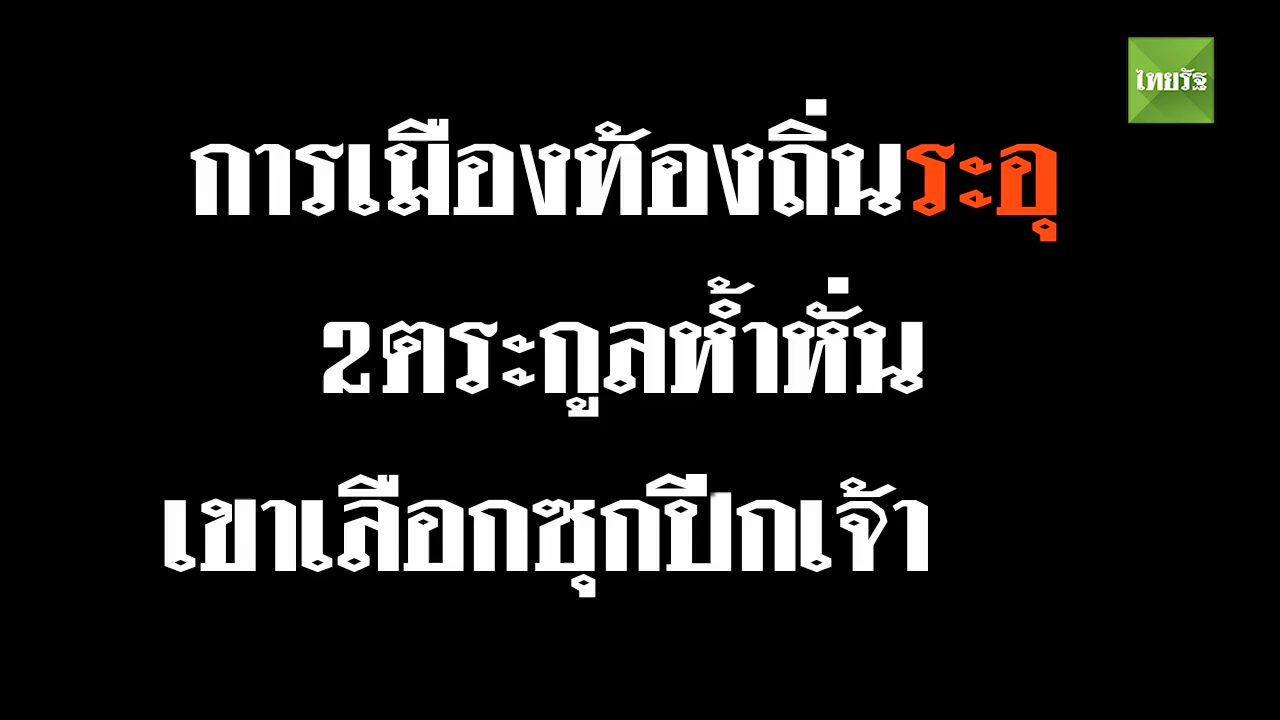 ไทยรัฐ
การเมืองท้องถิ่นระอุ
2ตระกูลห้ำหั่น
เขาเลือกซุกปีกเจ้า